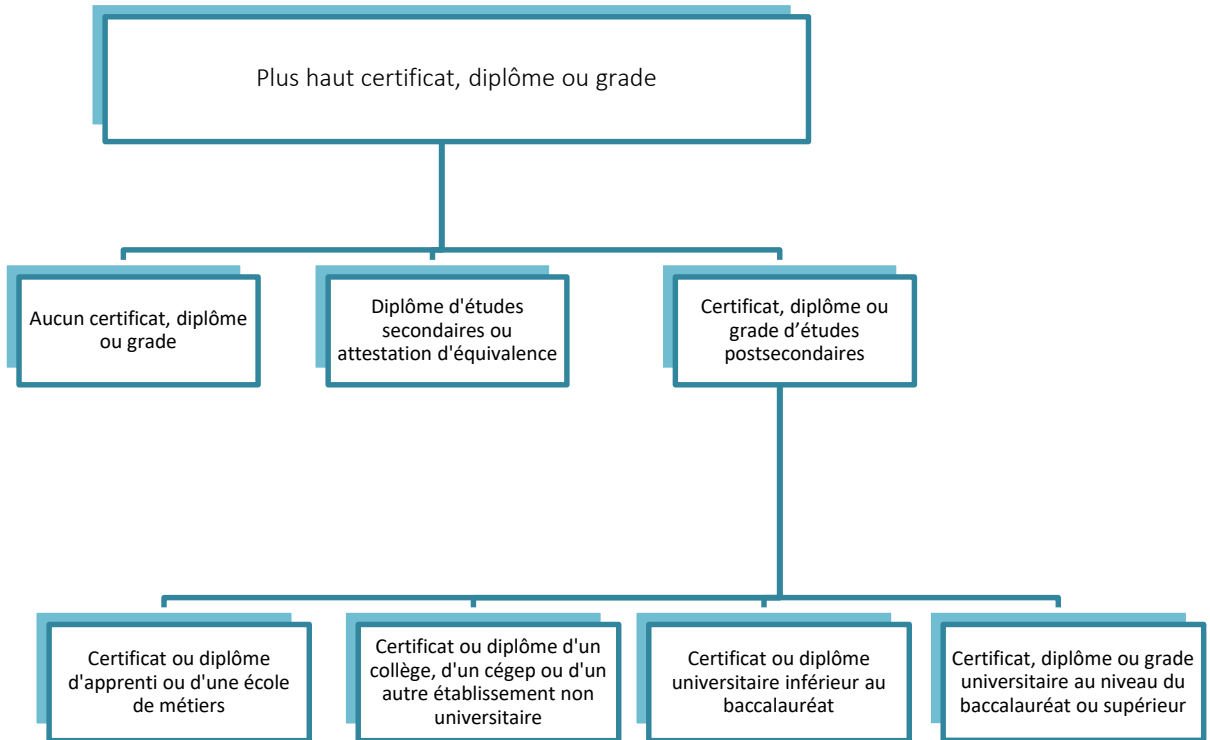 Plus haut certificat, diplôme ou grade
Aucun certificat, diplôme
ou grade
Diplôme d'études
secondaires ou
attestation d'équivalence
Certificat, diplôme ou
grade d’études
postsecondaires
Certificat ou diplôme
d'apprenti ou d'une école
de métiers
Certificat ou diplôme d'un
collège, d'un cégep ou d'un
autre établissement non
universitaire
Certificat ou diplôme
universitaire inférieur au
baccalauréat
Certificat, diplôme ou grade
universitaire au niveau du
baccalauréat ou supérieur